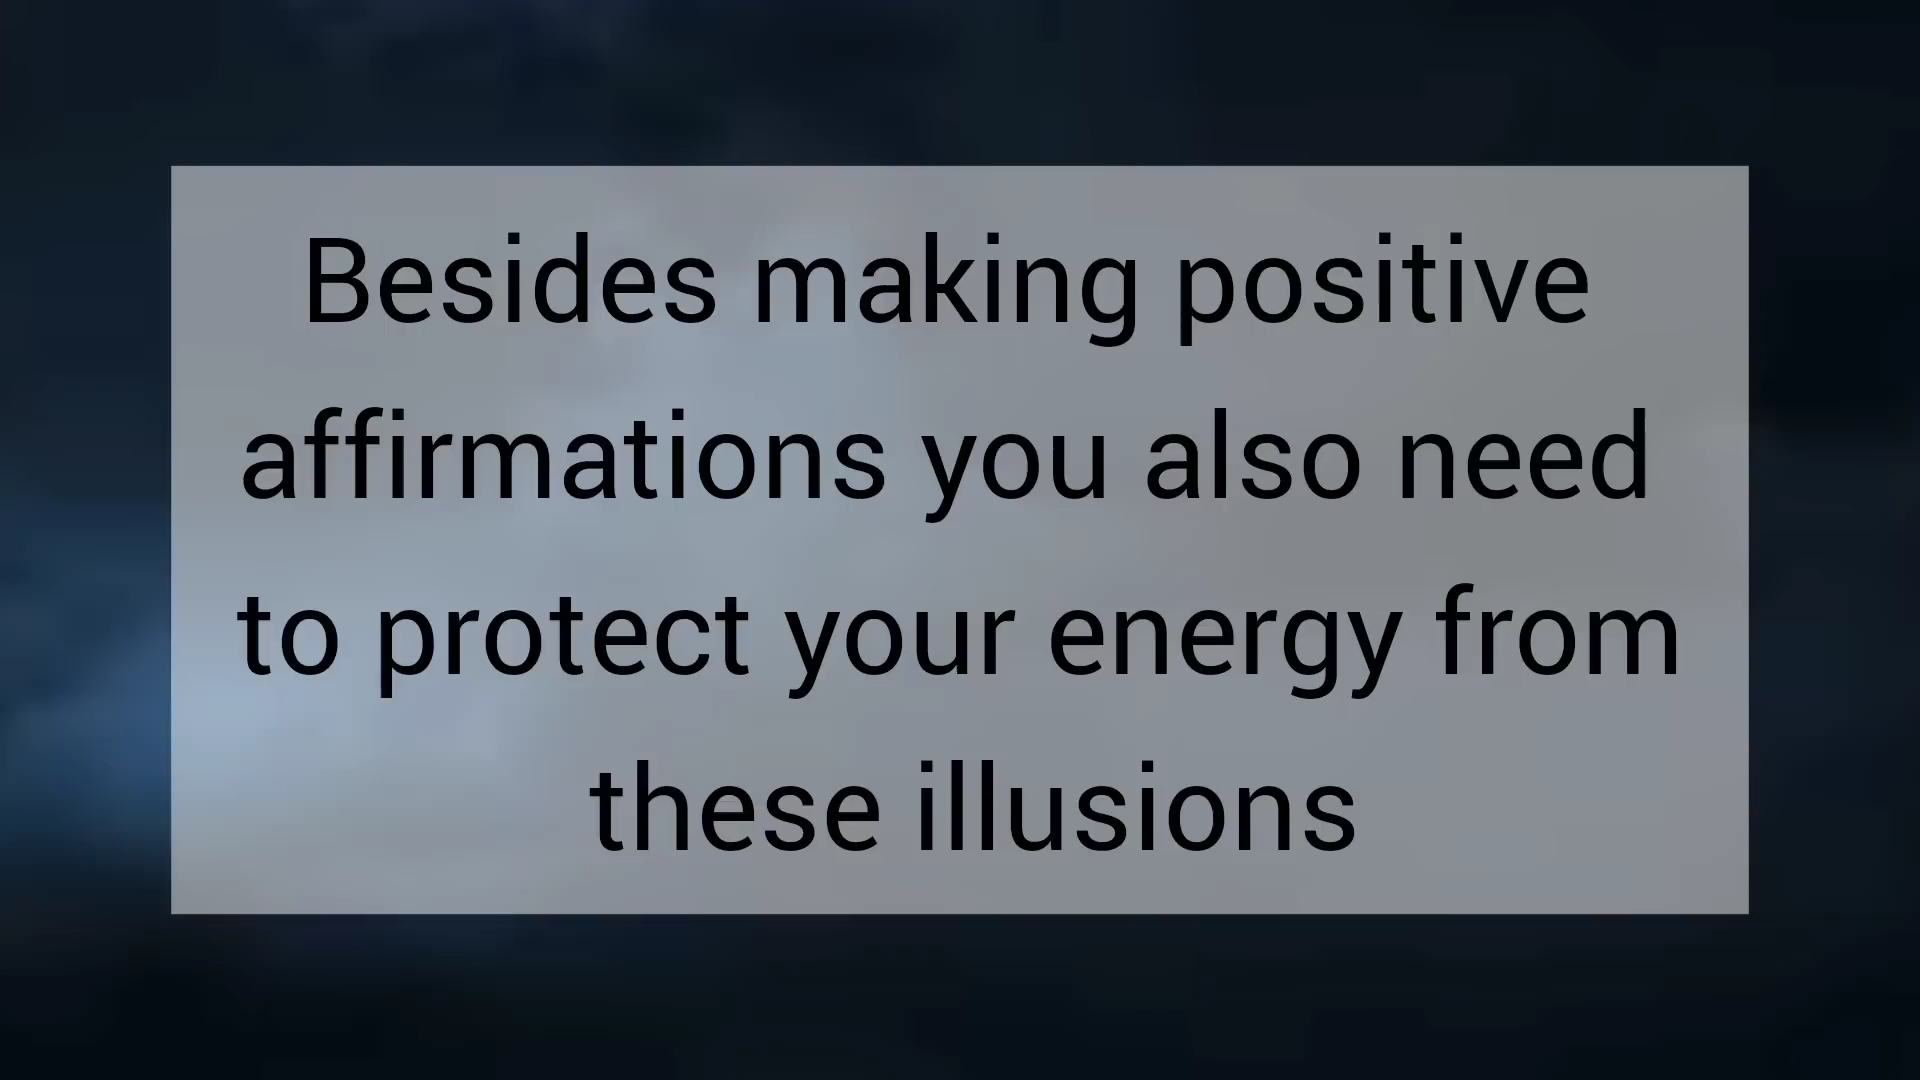 Besides making positive
affirmations you also need
to protect your energy from
these illusions